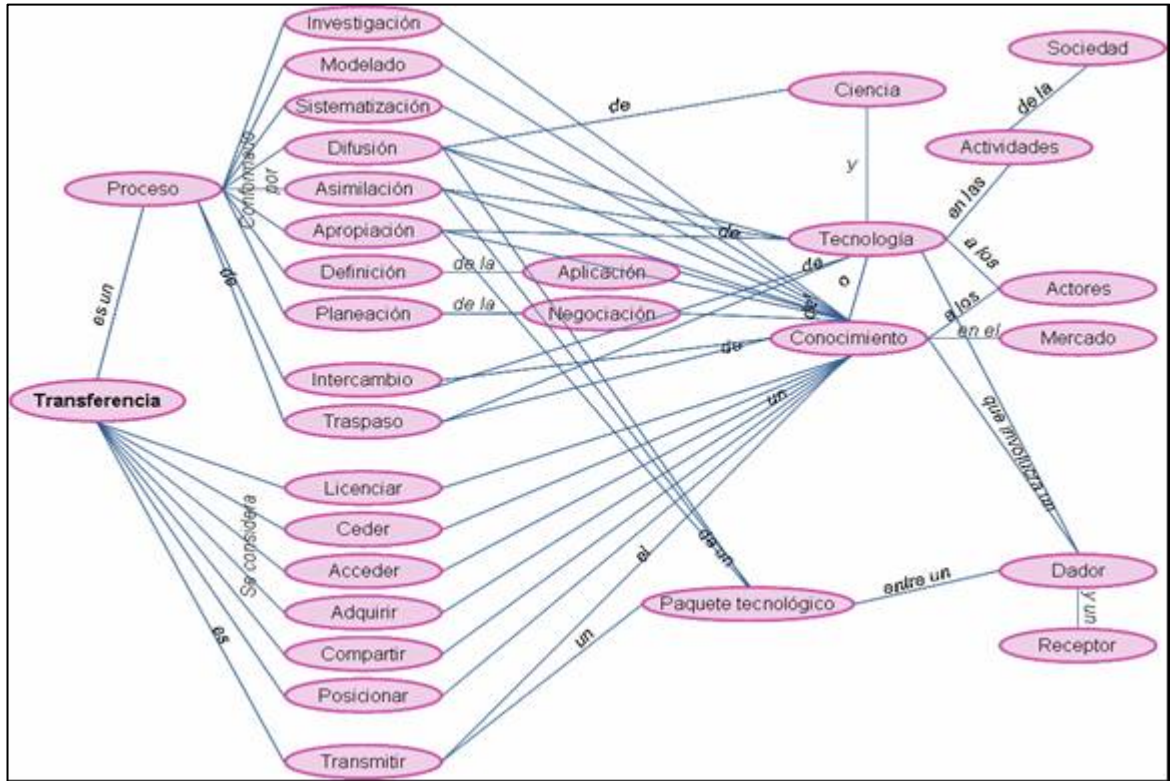 Investigación
Sociedad
Modelado
Ciencia
de la
de
Sistematización
Conformado
por
Difusión
Actividades
y
en las
Proceso
Asimilación
Apropiación
de
Tecnología
a los
de
Definición
de la
Aplicación
de
o
Actores
a los
Planeación
de la
Negociación
del
es un
Conocimiento
en el
Mercado
de
Intercambio
Transferencia
un
Traspaso
que involucra un
Licenciar
Se considera
Ceder
el
de un
Acceder
Dador
entre un
Paquete tecnológico
Adquirir
y un
es
un
Receptor
Compartir
Posicionar
Transmitir